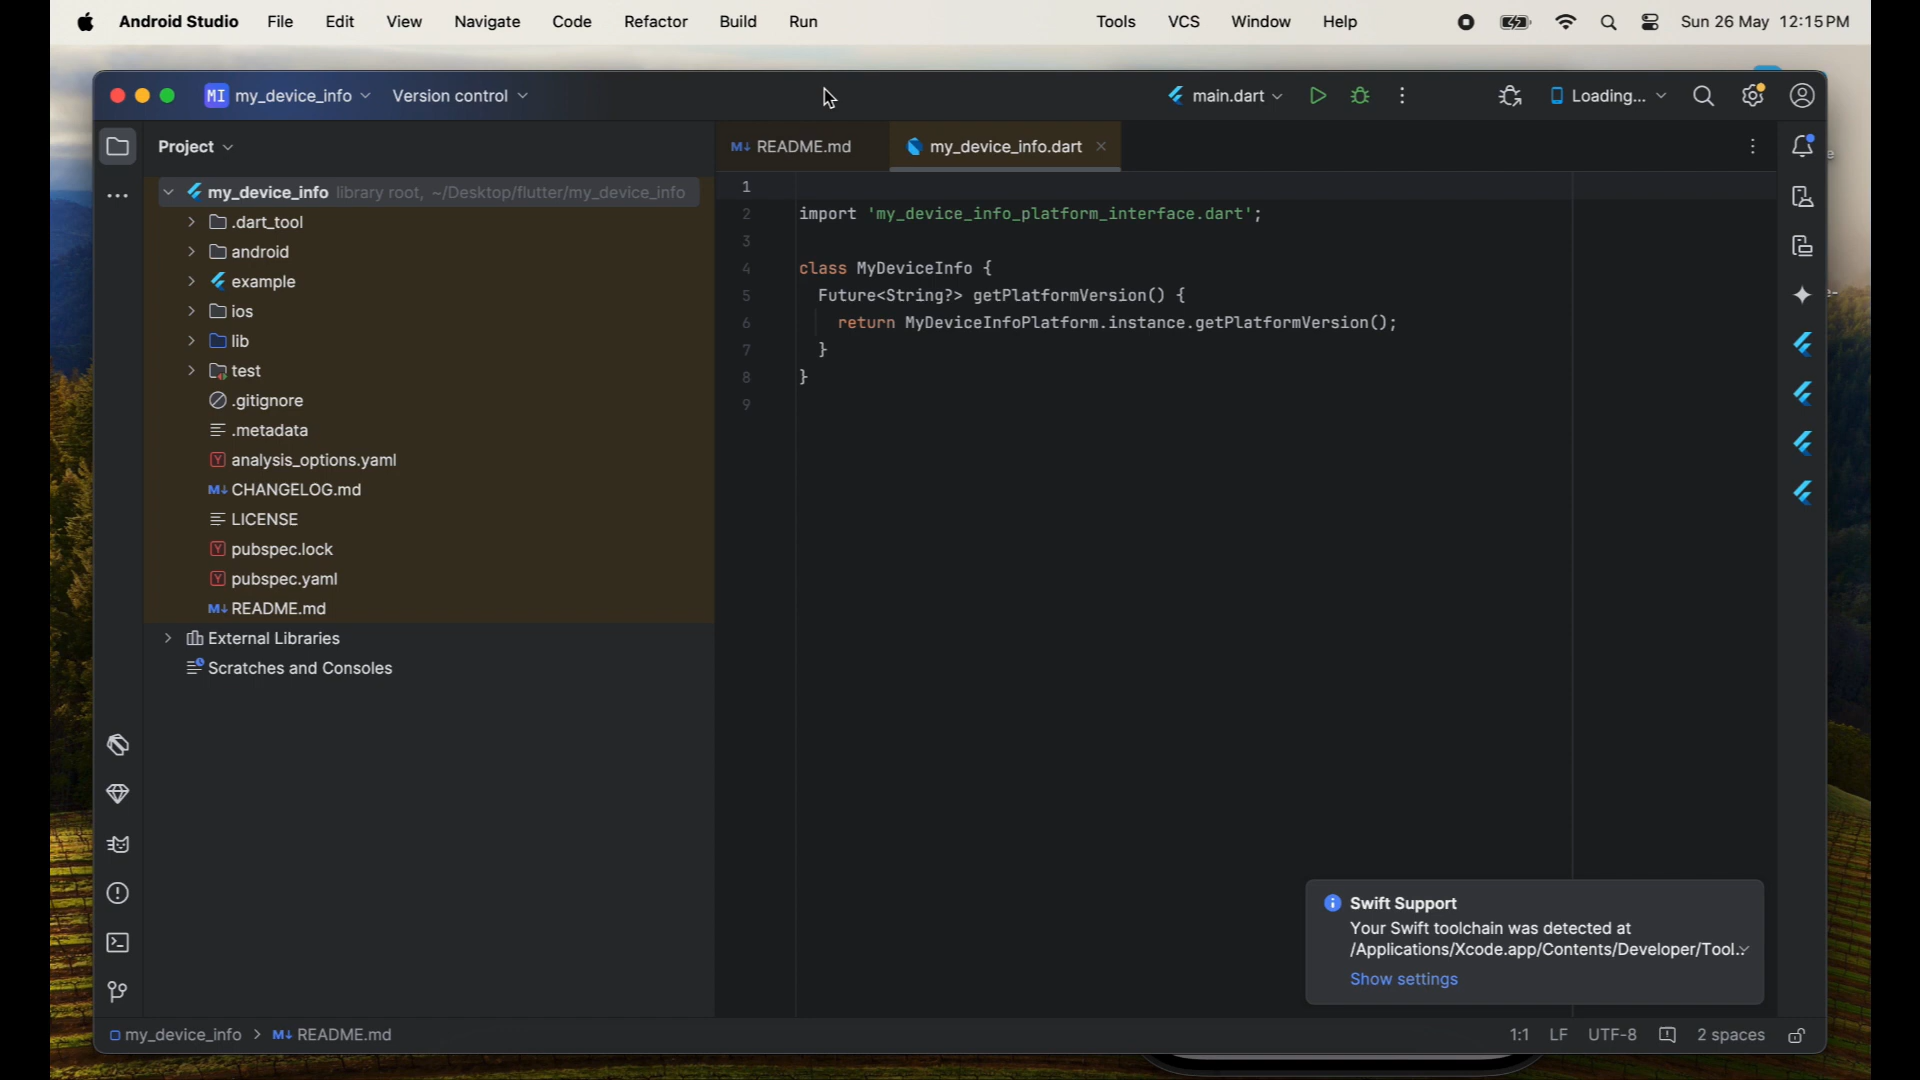 Android Studio File Edit View Navigate Code Refactor Build Run Tools VCS Window Help Sun 26 May 12:15 PM
MI my_device_info Version control main.dart Loading...
Project
README.md my_device_info.dart
my_device_info library root, ~/Desktop/flutter/my_device_info
.dart_tool
android
example
ios
lib
test
.gitignore
.metadata
Y analysis_options.yaml
M↓ CHANGELOG.md
LICENSE
Y pubspec.lock
Y pubspec.yaml
M↓ README.md
External Libraries
Scratches and Consoles
1
2 import 'my_device_info_platform_interface.dart';
3
4 class MyDeviceInfo {
5 Future<String?> getPlatformVersion() {
6 return MyDeviceInfoPlatform.instance.getPlatformVersion();
7 }
8 }
9
Swift Support
Your Swift toolchain was detected at
/Applications/Xcode.app/Contents/Developer/Tool..
Show settings
my_device_info > M↓ README.md 1:1 LF UTF-8 2 spaces